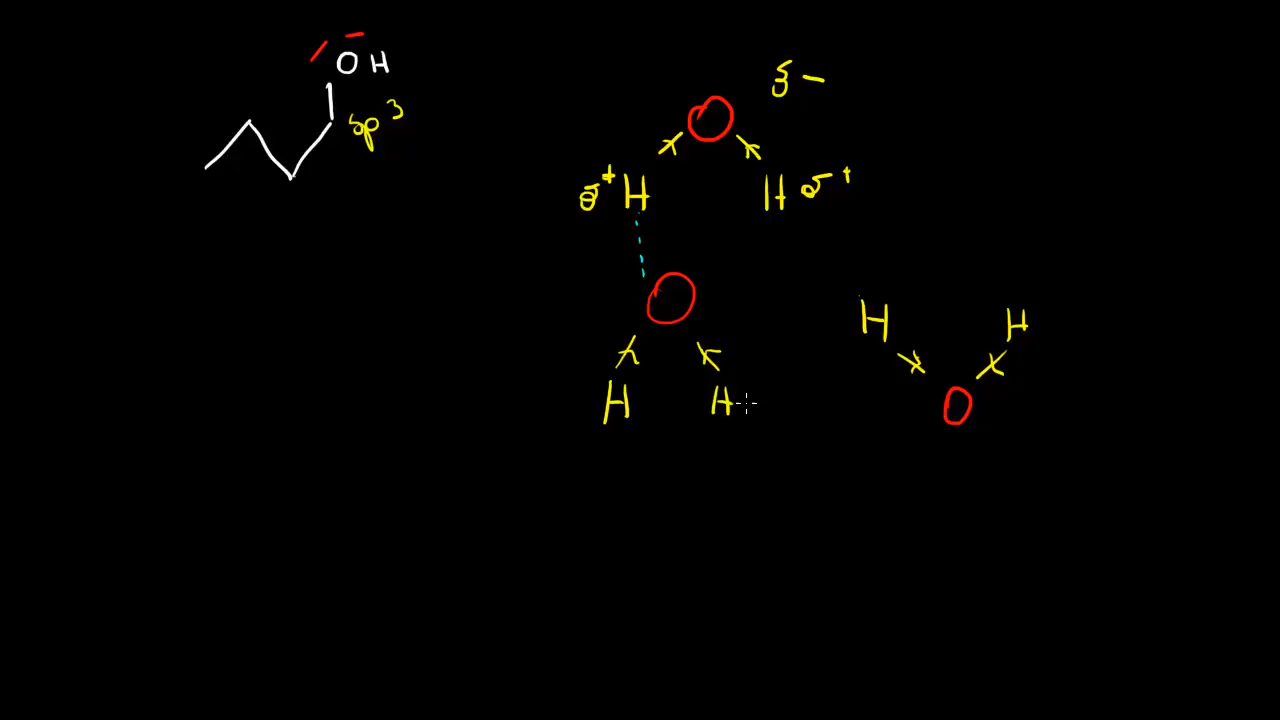 OH
sp³
O δ-
δ+ H H δ+
O
H H
H H
O